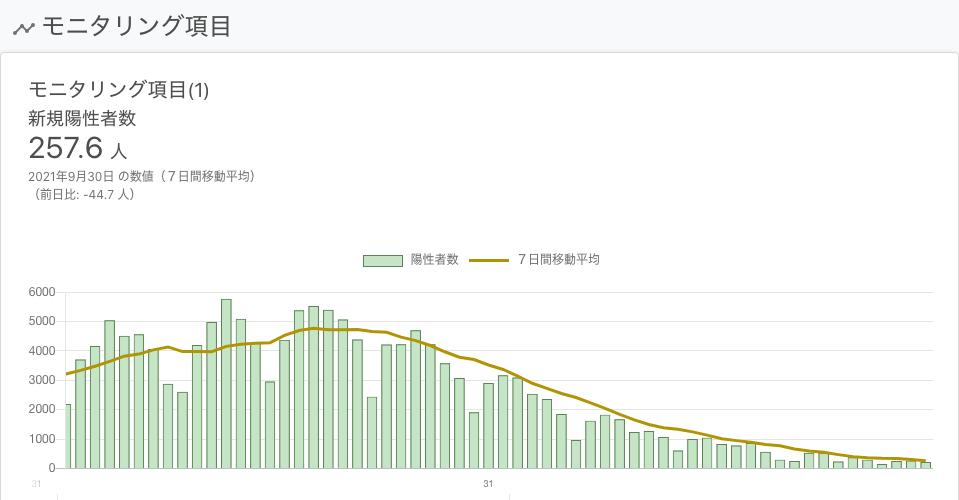 モニタリング項目
モニタリング項目(1)
新規陽性者数
257.6 人
2021年9月30日 の数値（７日間移動平均）
（前日比: -44.7 人）
陽性者数 ７日間移動平均
6000
5000
4000
3000
2000
1000
0
31 31